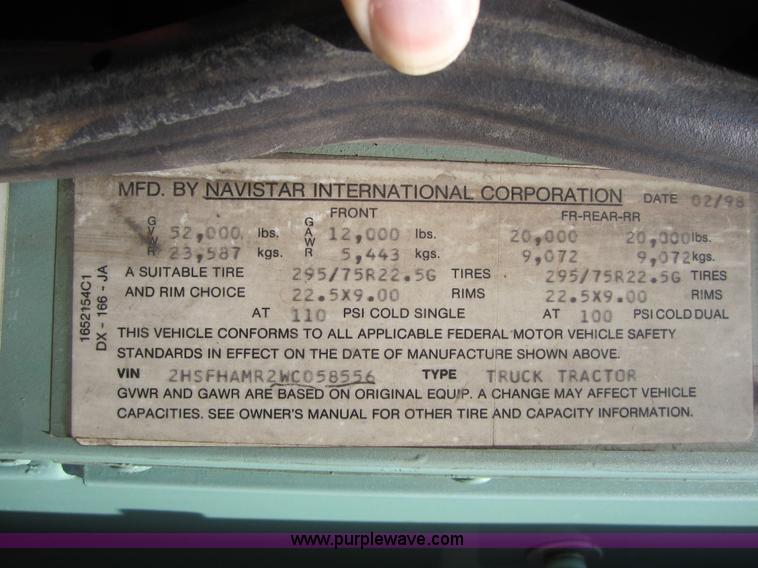 MFD. BY NAVISTAR INTERNATIONAL CORPORATION DATE 02/98
FRONT FR-REAR-RR
GVWR 52,000 lbs. GAWR 12,000 lbs. 20,000 20,000 lbs.
23,587 kgs. 5,443 kgs. 9,072 9,072 kgs.
A SUITABLE TIRE 295/75R22.5G TIRES 295/75R22.5G TIRES
AND RIM CHOICE 22.5X9.00 RIMS 22.5X9.00 RIMS
AT 110 PSI COLD SINGLE AT 100 PSI COLD DUAL
THIS VEHICLE CONFORMS TO ALL APPLICABLE FEDERAL MOTOR VEHICLE SAFETY
STANDARDS IN EFFECT ON THE DATE OF MANUFACTURE SHOWN ABOVE.
VIN 2HSFHAMR2WC058556 TYPE TRUCK TRACTOR
GVWR AND GAWR ARE BASED ON ORIGINAL EQUIP. A CHANGE MAY AFFECT VEHICLE
CAPACITIES. SEE OWNER'S MANUAL FOR OTHER TIRE AND CAPACITY INFORMATION.
1652154C1
DX - 166 - JA
www.purplewave.com